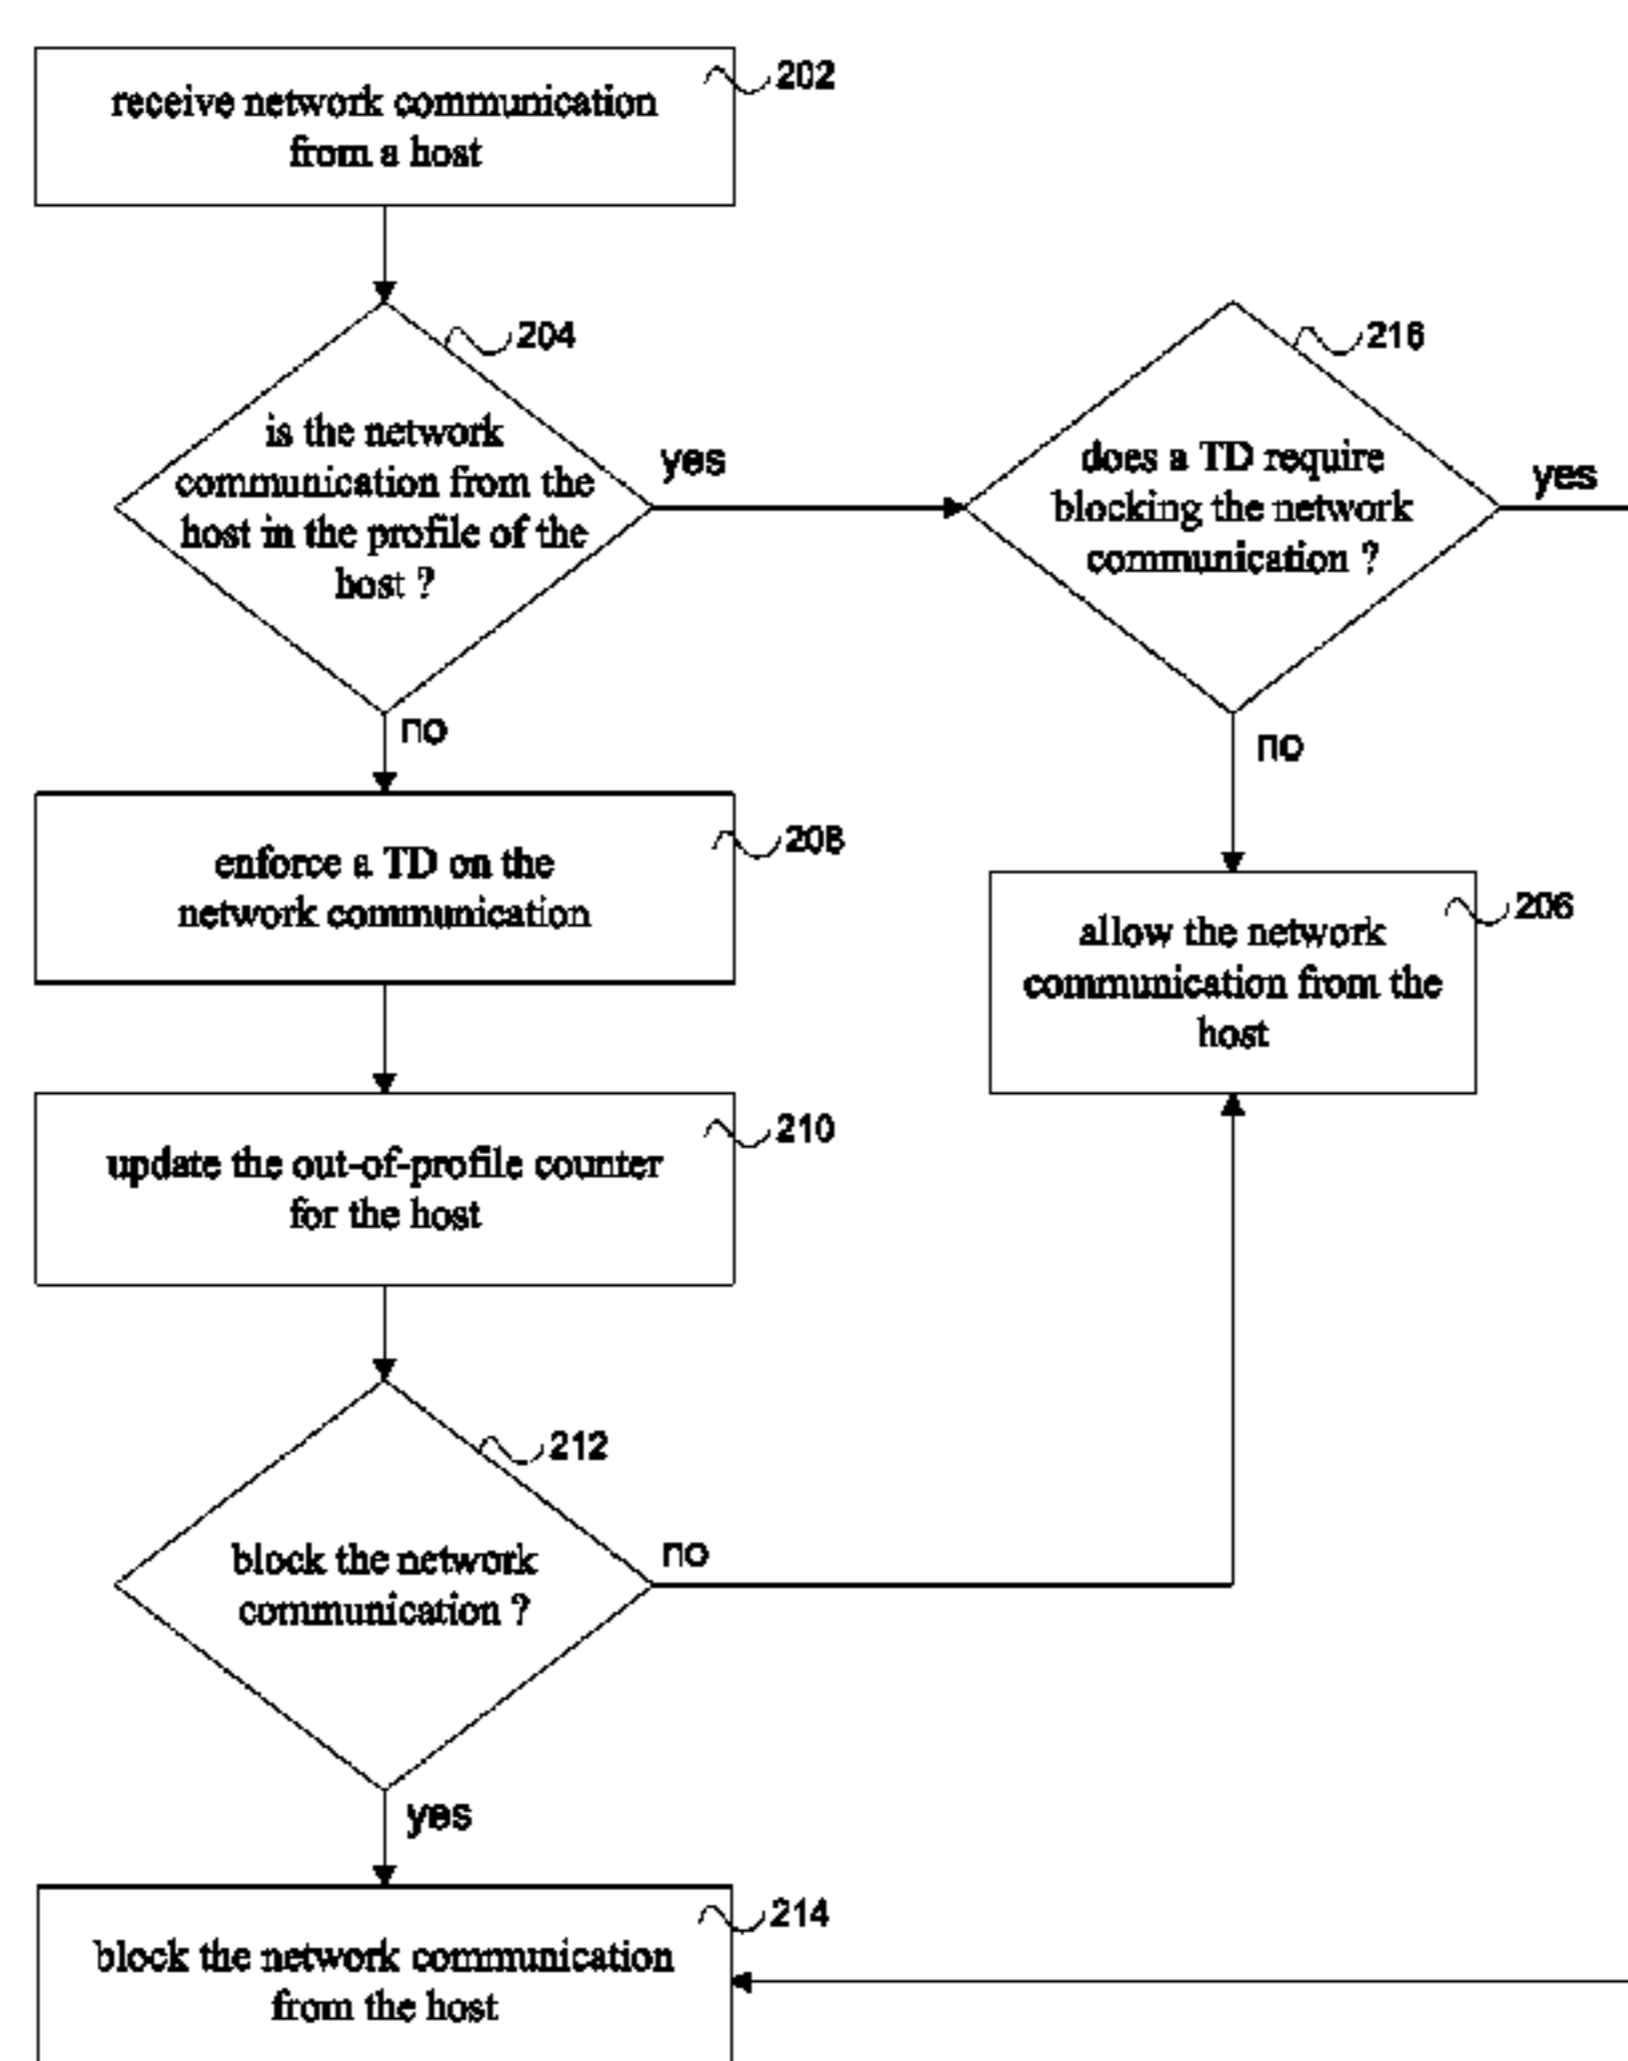 receive network communication
from a host
202
204
is the network
communication from the
host in the profile of the
host ?
yes
no
216
does a TD require
blocking the network
communication ?
yes
no
208
enforce a TD on the
network communication
206
allow the network
communication from the
host
210
update the out-of-profile counter
for the host
212
block the network
communication ?
no
yes
214
block the network communication
from the host